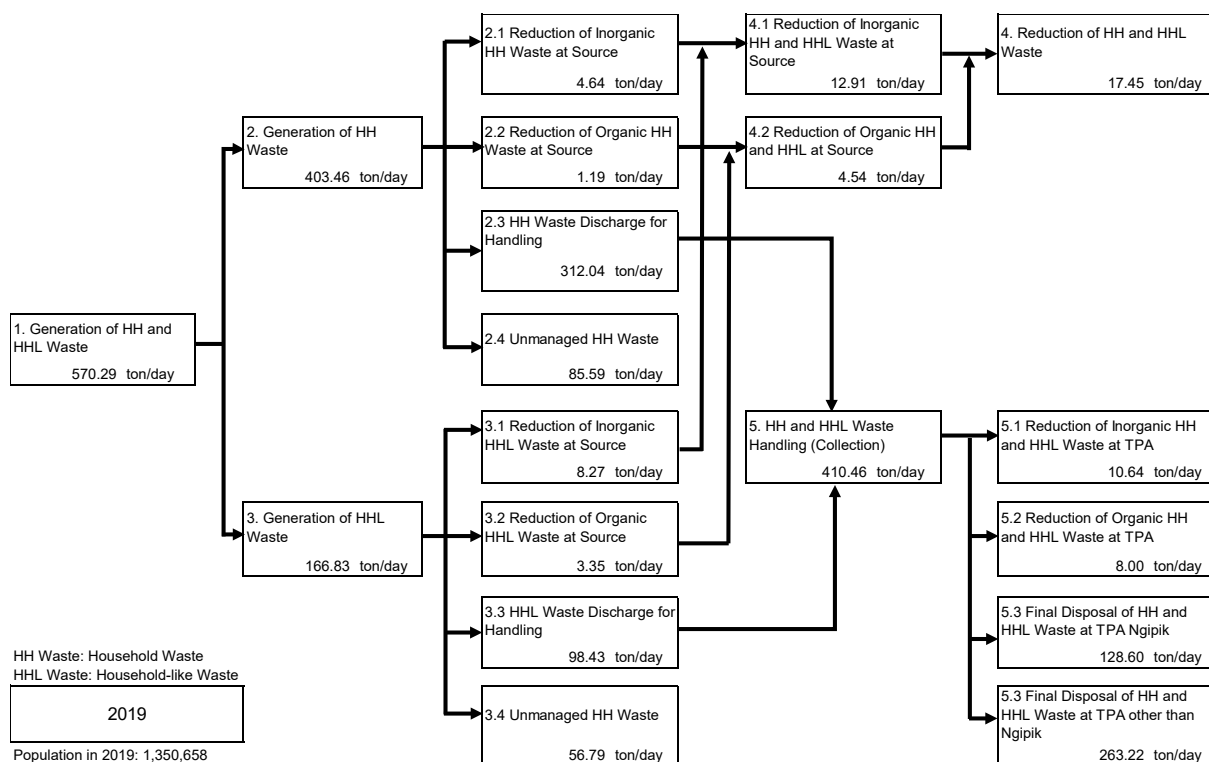 2.1 Reduction of Inorganic
HH Waste at Source
4.64 ton/day
4.1 Reduction of Inorganic
HH and HHL Waste at
Source
12.91 ton/day
4. Reduction of HH and HHL
Waste
17.45 ton/day
2. Generation of HH
Waste
403.46 ton/day
2.2 Reduction of Organic HH
Waste at Source
1.19 ton/day
4.2 Reduction of Organic HH
and HHL at Source
4.54 ton/day
2.3 HH Waste Discharge for
Handling
312.04 ton/day
1. Generation of HH and
HHL Waste
570.29 ton/day
2.4 Unmanaged HH Waste
85.59 ton/day
3.1 Reduction of Inorganic
HHL Waste at Source
8.27 ton/day
5. HH and HHL Waste
Handling (Collection)
410.46 ton/day
5.1 Reduction of Inorganic HH
and HHL Waste at TPA
10.64 ton/day
3. Generation of HHL
Waste
166.83 ton/day
3.2 Reduction of Organic
HHL Waste at Source
3.35 ton/day
5.2 Reduction of Organic HH
and HHL Waste at TPA
8.00 ton/day
3.3 HHL Waste Discharge for
Handling
98.43 ton/day
5.3 Final Disposal of HH and
HHL Waste at TPA Ngipik
128.60 ton/day
HH Waste: Household Waste
HHL Waste: Household-like Waste
2019
Population in 2019: 1,350,658
3.4 Unmanaged HH Waste
56.79 ton/day
5.3 Final Disposal of HH and
HHL Waste at TPA other than
Ngipik
263.22 ton/day